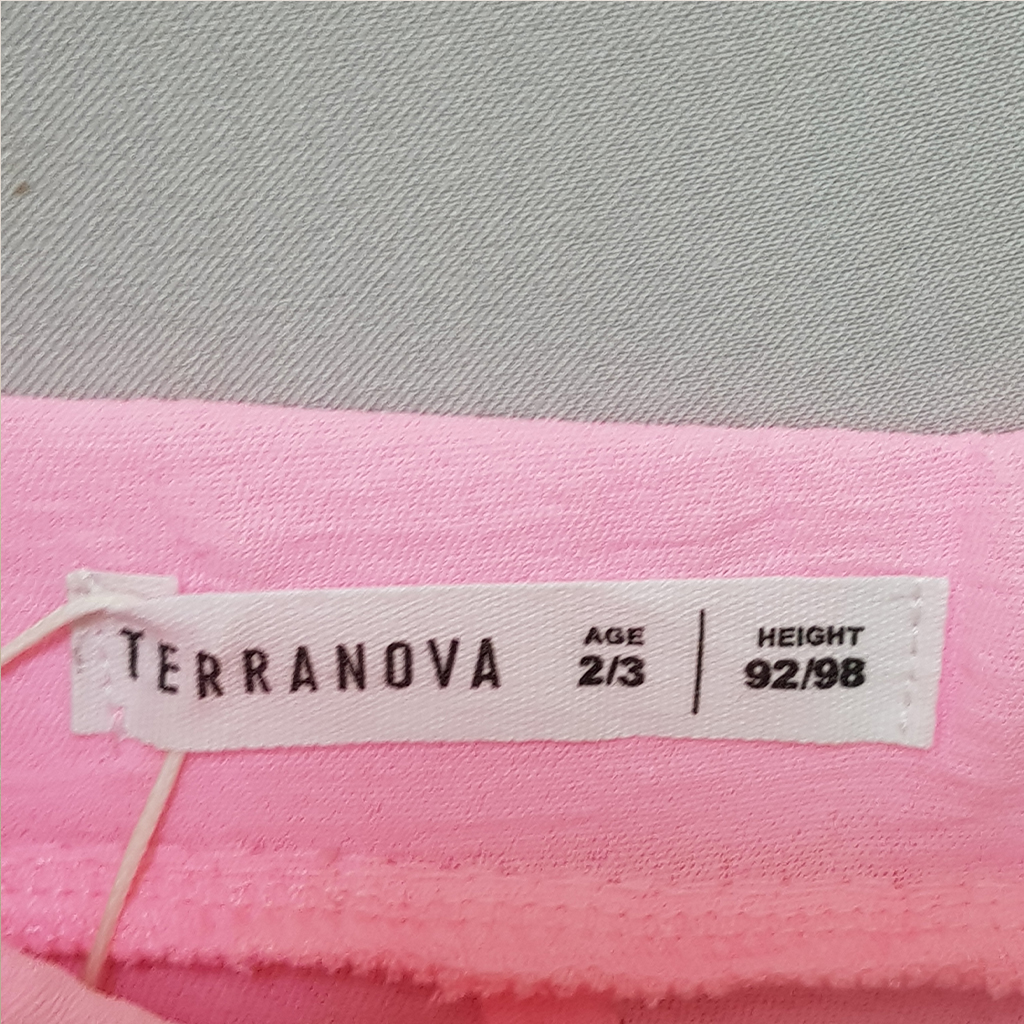 TERRANOVA
AGE
2/3
HEIGHT
92/98